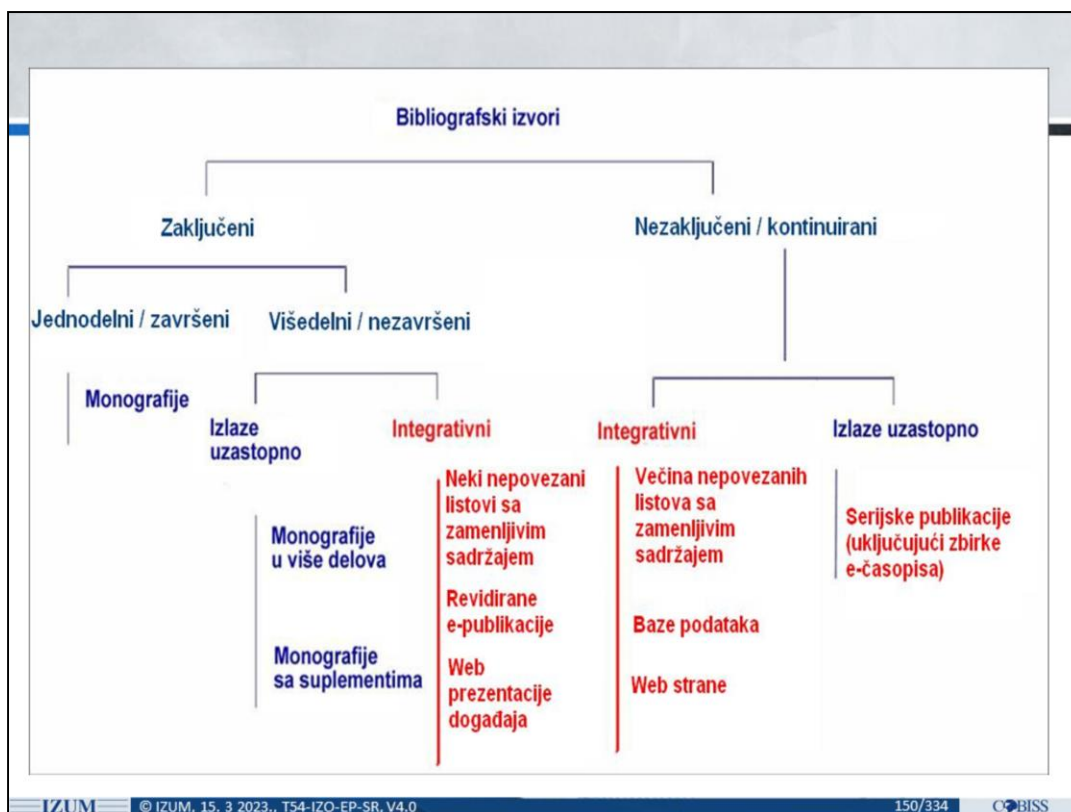 Bibliografski izvori
Zaključeni
Nezaključeni / kontinuirani
Jednodelni / završeni
Višedelni / nezavršeni
Monografije
Izlaze
uzastopno
Integrativni
Integrativni
Izlaze uzastopno
Monografije
u više delova
Monografije
sa suplementima
Neki nepovezani
listovi sa
zamenljivim
sadržajem
Revidirane
e-publikacije
Web
prezentacije
događaja
Večina nepovezanih
listova sa
zamenljivim
sadržajem
Baze podataka
Web strane
Serijske publikacije
(uključujući zbirke
e-časopisa)
IZUM © IZUM, 15. 3 2023., T54-IZO-EP-SR, V4.0 150/334 COBISS